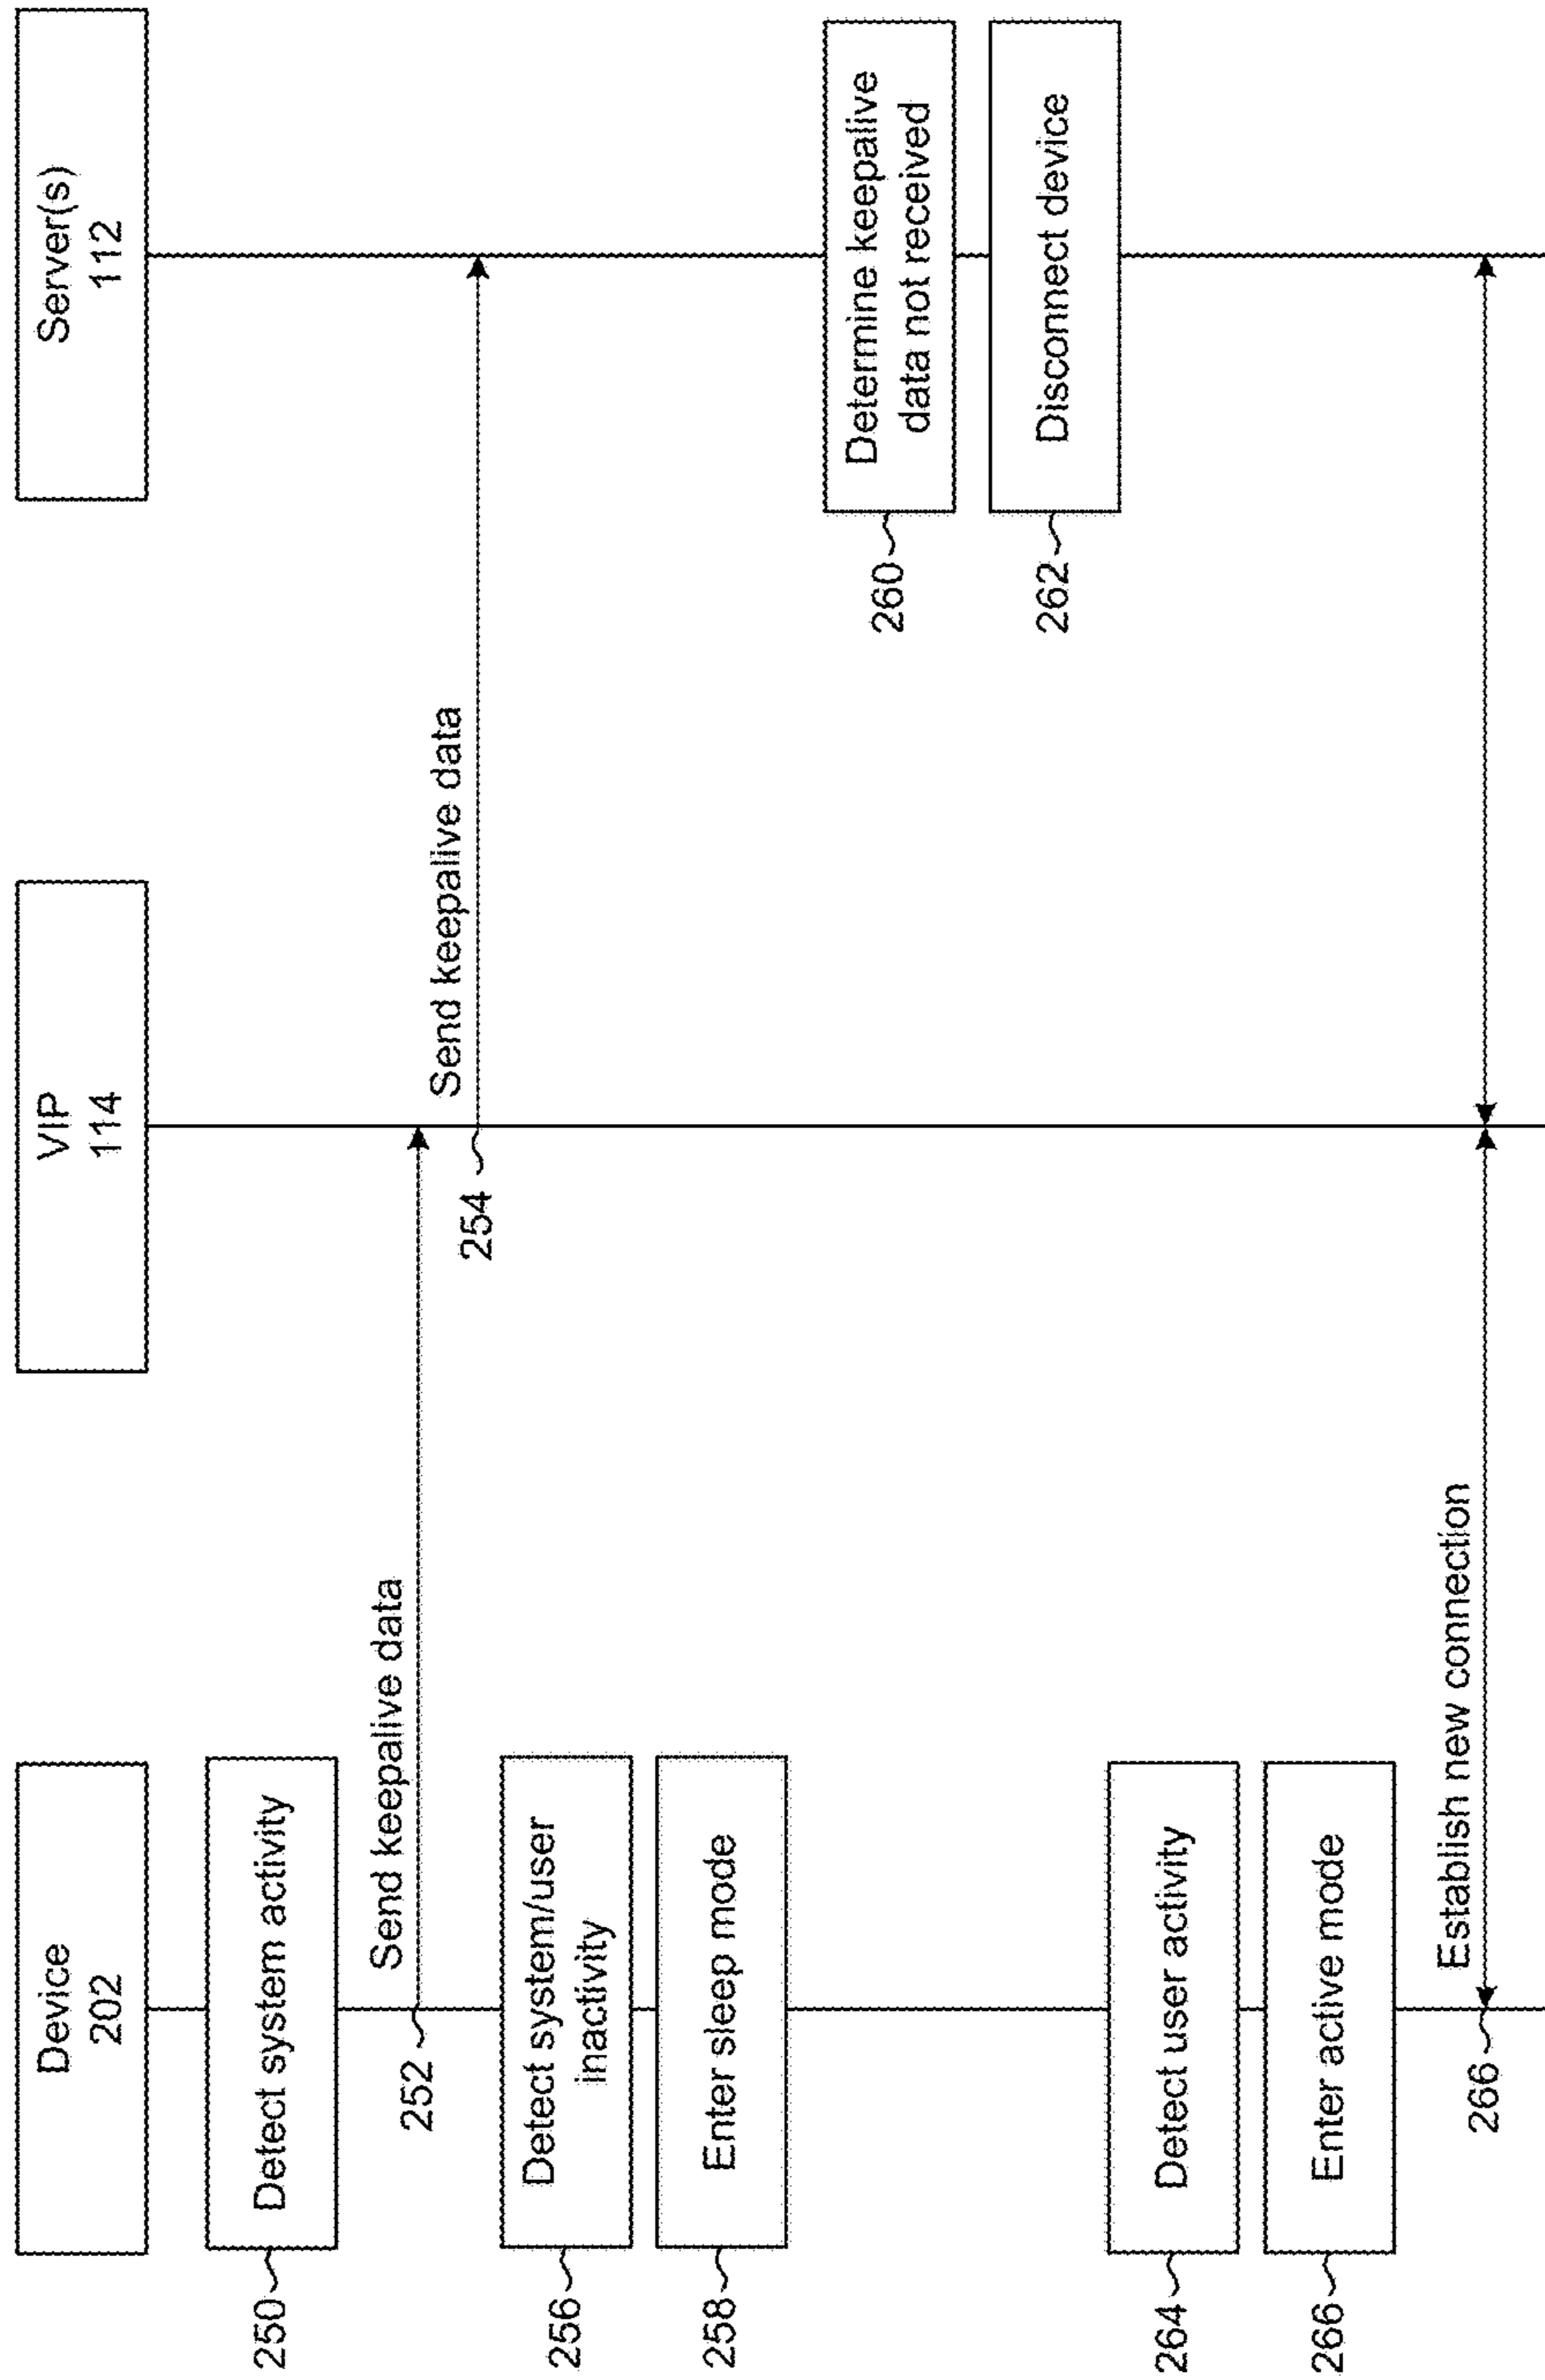 Device
202
VIP
114
Server(s)
112
250
Detect system activity
Send keepalive data
252
Send keepalive data
254
256
Detect system/user
inactivity
258
Enter sleep mode
260
Determine keepalive
data not received
262
Disconnect device
264
Detect user activity
266
Enter active mode
Establish new connection
266